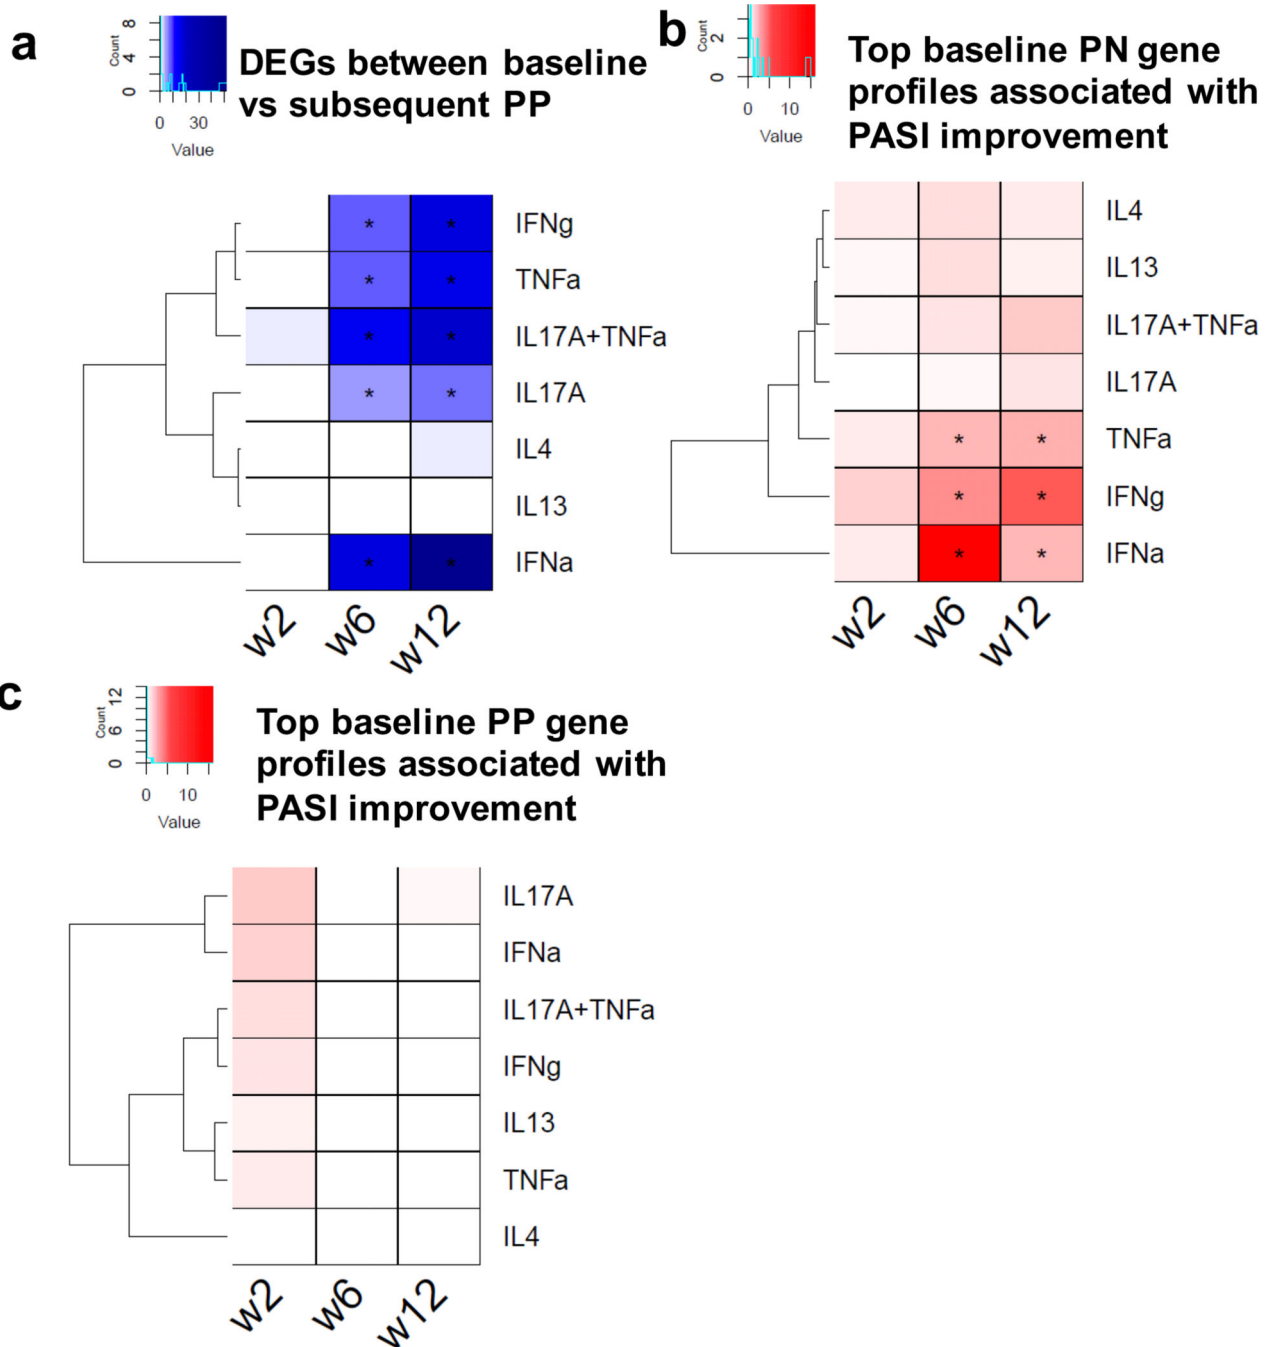 a
8
4
0
Count
0 30
Value
DEGs between baseline
vs subsequent PP
IFNg
* *
TNFa
* *
IL17A+TNFa
* *
IL17A
* *
IL4
IL13
IFNa
* *
w2 w6 w12
b
2
0
Count
0 10
Value
Top baseline PN gene
profiles associated with
PASI improvement
IL4
IL13
IL17A+TNFa
IL17A
TNFa
* *
IFNg
* *
IFNa
* *
w2 w6 w12
c
12
6
0
Count
0 10
Value
Top baseline PP gene
profiles associated with
PASI improvement
IL17A
IFNa
IL17A+TNFa
IFNg
IL13
TNFa
IL4
w2 w6 w12